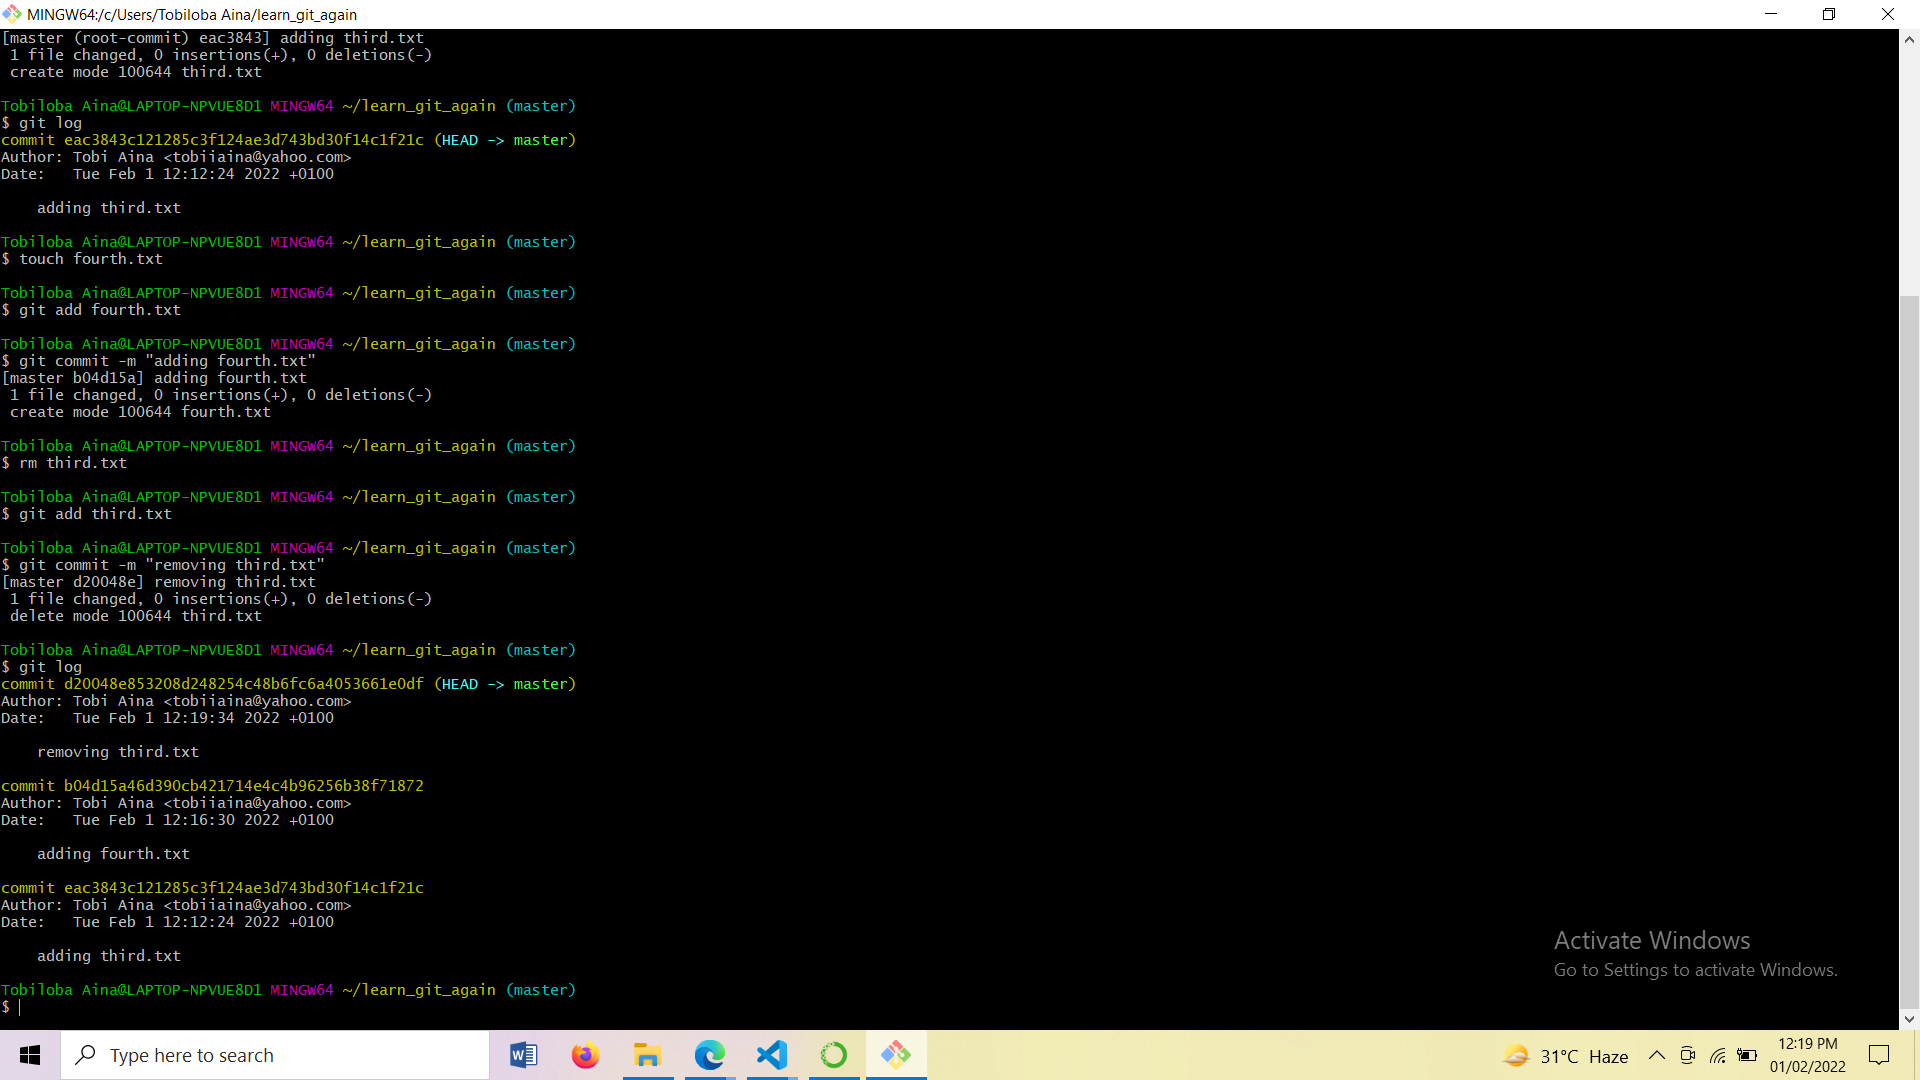 MINGW64:/c/Users/Tobiloba Aina/learn_git_again
[master (root-commit) eac3843] adding third.txt
 1 file changed, 0 insertions(+), 0 deletions(-)
 create mode 100644 third.txt
Tobiloba Aina@LAPTOP-NPVUE8D1 MINGW64 ~/learn_git_again (master)
$ git log
commit eac3843c121285c3f124ae3d743bd30f14c1f21c (HEAD -> master)
Author: Tobi Aina <tobiiaina@yahoo.com>
Date:   Tue Feb 1 12:12:24 2022 +0100
    adding third.txt
Tobiloba Aina@LAPTOP-NPVUE8D1 MINGW64 ~/learn_git_again (master)
$ touch fourth.txt
Tobiloba Aina@LAPTOP-NPVUE8D1 MINGW64 ~/learn_git_again (master)
$ git add fourth.txt
Tobiloba Aina@LAPTOP-NPVUE8D1 MINGW64 ~/learn_git_again (master)
$ git commit -m "adding fourth.txt"
[master b04d15a] adding fourth.txt
 1 file changed, 0 insertions(+), 0 deletions(-)
 create mode 100644 fourth.txt
Tobiloba Aina@LAPTOP-NPVUE8D1 MINGW64 ~/learn_git_again (master)
$ rm third.txt
Tobiloba Aina@LAPTOP-NPVUE8D1 MINGW64 ~/learn_git_again (master)
$ git add third.txt
Tobiloba Aina@LAPTOP-NPVUE8D1 MINGW64 ~/learn_git_again (master)
$ git commit -m "removing third.txt"
[master d20048e] removing third.txt
 1 file changed, 0 insertions(+), 0 deletions(-)
 delete mode 100644 third.txt
Tobiloba Aina@LAPTOP-NPVUE8D1 MINGW64 ~/learn_git_again (master)
$ git log
commit d20048e853208d248254c48b6fc6a4053661e0df (HEAD -> master)
Author: Tobi Aina <tobiiaina@yahoo.com>
Date:   Tue Feb 1 12:19:34 2022 +0100
    removing third.txt
commit b04d15a46d390cb421714e4c4b96256b38f71872
Author: Tobi Aina <tobiiaina@yahoo.com>
Date:   Tue Feb 1 12:16:30 2022 +0100
    adding fourth.txt
commit eac3843c121285c3f124ae3d743bd30f14c1f21c
Author: Tobi Aina <tobiiaina@yahoo.com>
Date:   Tue Feb 1 12:12:24 2022 +0100
    adding third.txt
Tobiloba Aina@LAPTOP-NPVUE8D1 MINGW64 ~/learn_git_again (master)
$
Activate Windows
Go to Settings to activate Windows.
Type here to search
31°C Haze
12:19 PM
01/02/2022